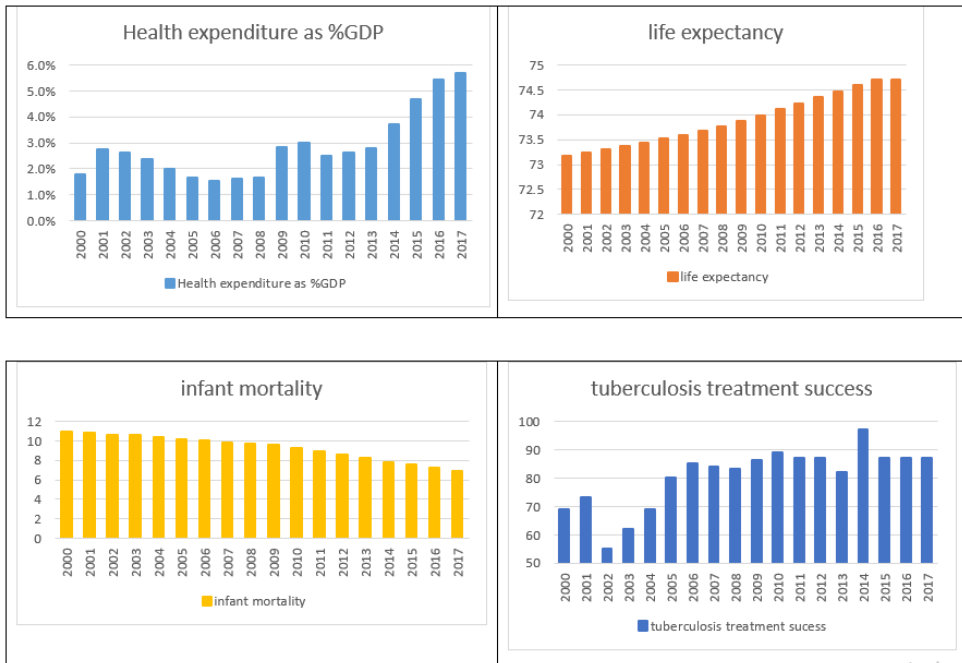 Health expenditure as %GDP
6.0%
5.0%
4.0%
3.0%
2.0%
1.0%
0.0%
2000 2001 2002 2003 2004 2005 2006 2007 2008 2009 2010 2011 2012 2013 2014 2015 2016 2017
Health expenditure as %GDP
life expectancy
75
74.5
74
73.5
73
72.5
72
2000 2001 2002 2003 2004 2005 2006 2007 2008 2009 2010 2011 2012 2013 2014 2015 2016 2017
life expectancy
infant mortality
12
10
8
6
4
2
0
2000 2001 2002 2003 2004 2005 2006 2007 2008 2009 2010 2011 2012 2013 2014 2015 2016 2017
infant mortality
tuberculosis treatment success
100
90
80
70
60
50
2000 2001 2002 2003 2004 2005 2006 2007 2008 2009 2010 2011 2012 2013 2014 2015 2016 2017
tuberculosis treatment sucess